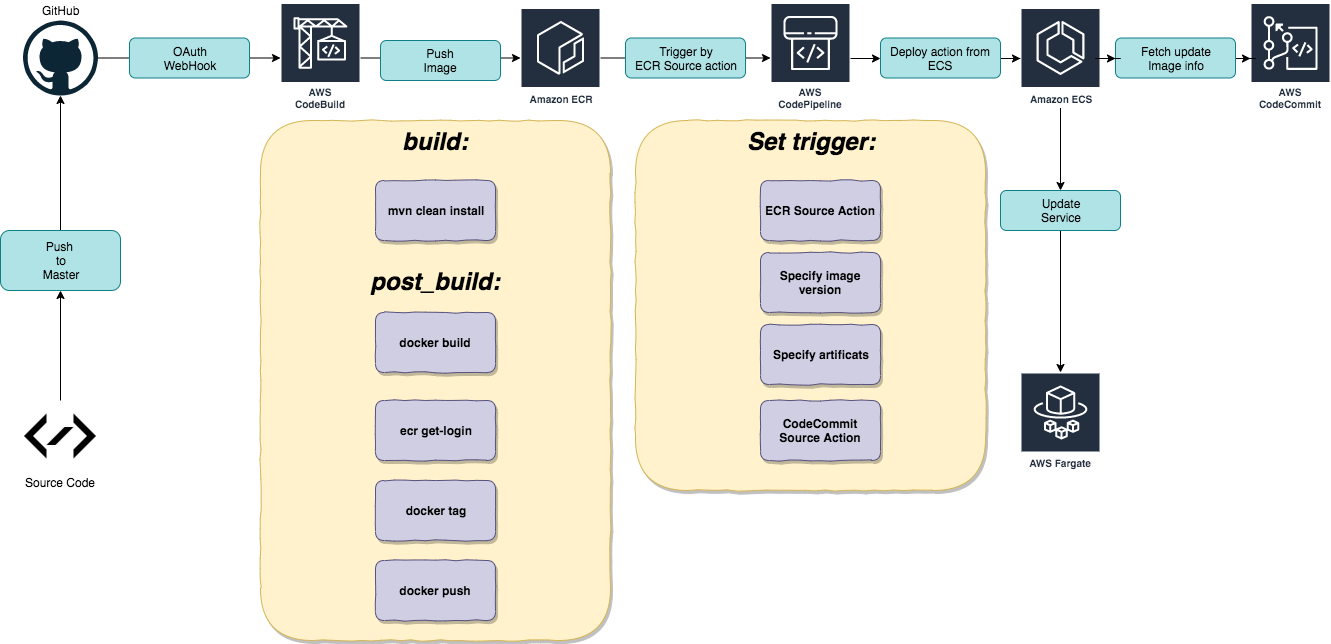 GitHub
OAuth
WebHook
AWS
CodeBuild
Push
Image
Amazon ECR
Trigger by
ECR Source action
AWS
CodePipeline
Deploy action from
ECS
Amazon ECS
Fetch update
Image info
AWS
CodeCommit
Push
to
Master
Source Code
build:
mvn clean install
post_build:
docker build
ecr get-login
docker tag
docker push
Set trigger:
ECR Source Action
Specify image
version
Specify artificats
CodeCommit
Source Action
Update
Service
AWS Fargate